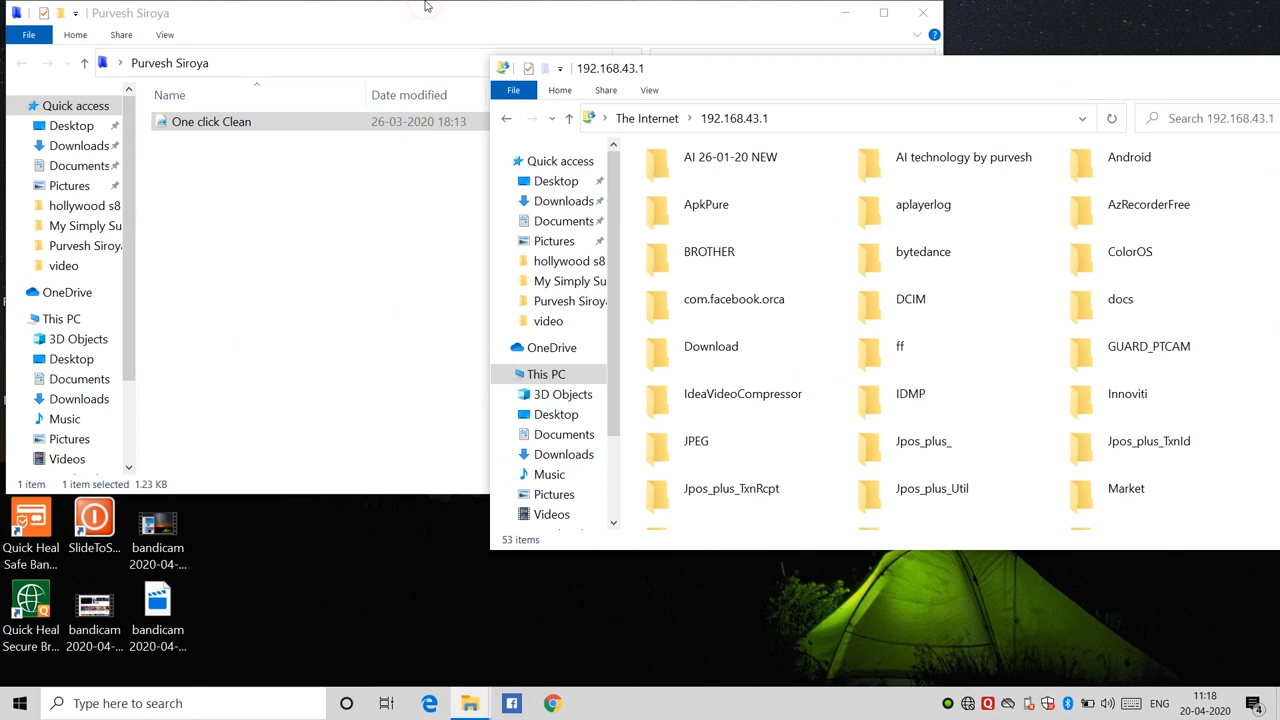 Purvesh Siroya
File Home Share View
Purvesh Siroya
Name Date modified
One click Clean 26-03-2020 18:13
Quick access
Desktop
Downloads
Documents
Pictures
hollywood s8
My Simply Su
Purvesh Siroya
video
OneDrive
This PC
3D Objects
Desktop
Documents
Downloads
Music
Pictures
Videos
1 item 1 item selected 1.23 KB
192.168.43.1
File Home Share View
The Internet 192.168.43.1 Search 192.168.43.1
Quick access
Desktop
Downloads
Documents
Pictures
hollywood s8
My Simply Su
Purvesh Siroya
video
OneDrive
This PC
3D Objects
Desktop
Documents
Downloads
Music
Pictures
Videos
AI 26-01-20 NEW AI technology by purvesh Android
ApkPure aplayerlog AzRecorderFree
BROTHER bytedance ColorOS
com.facebook.orca DCIM docs
Download ff GUARD_PTCAM
IdeaVideoCompressor IDMP Innoviti
JPEG Jpos_plus_ Jpos_plus_TxnId
Jpos_plus_TxnRcpt Jpos_plus_Util Market
53 items
Quick Heal
Safe Ban...
SlideToS...
bandicam
2020-04-...
Quick Heal
Secure Br...
bandicam
2020-04-...
bandicam
2020-04-...
Type here to search
ENG
11:18
20-04-2020
4